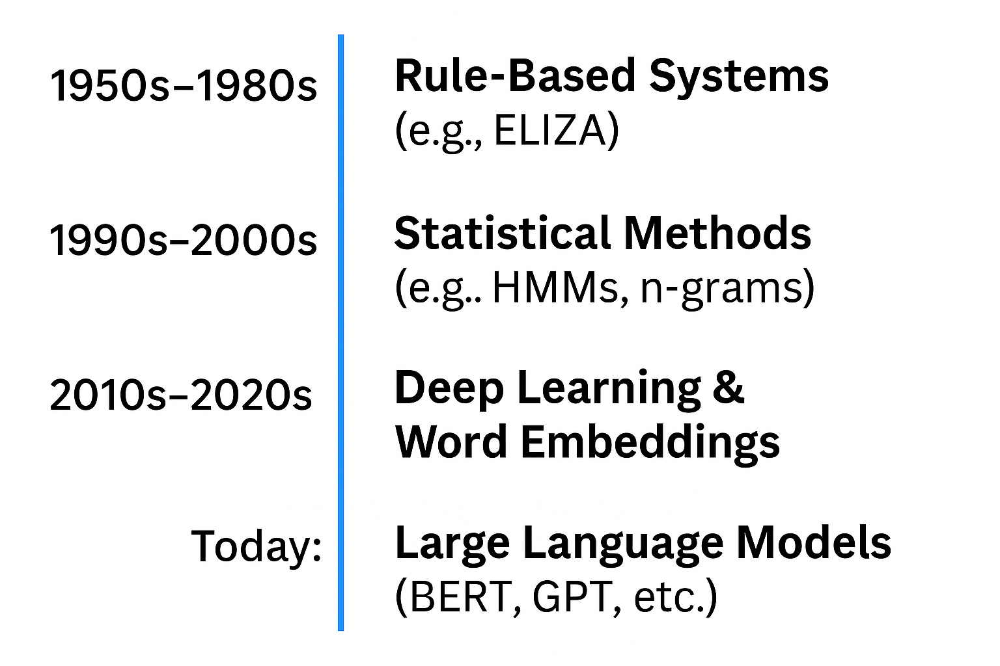 1950s–1980s
Rule-Based Systems
(e.g., ELIZA)
1990s–2000s
Statistical Methods
(e.g.. HMMs, n-grams)
2010s–2020s
Deep Learning &
Word Embeddings
Today:
Large Language Models
(BERT, GPT, etc.)